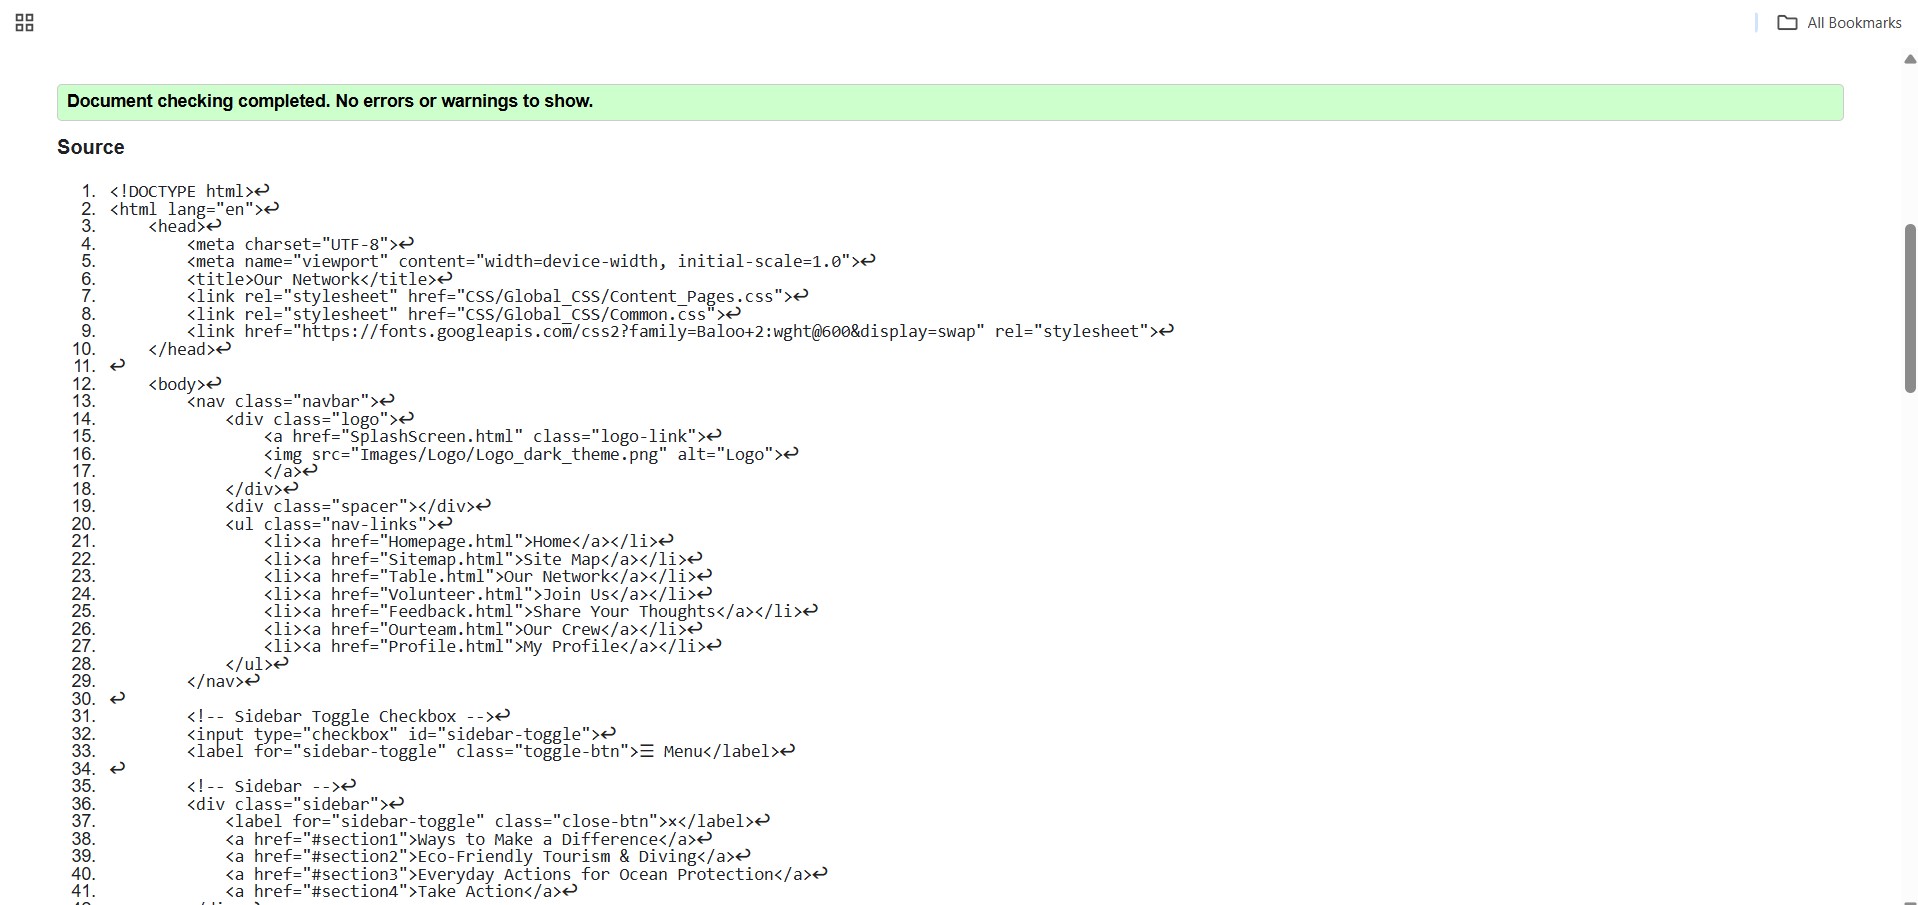 All Bookmarks
Document checking completed. No errors or warnings to show.
Source
1. <!DOCTYPE html>↩
2. <html lang="en">↩
3.     <head>↩
4.         <meta charset="UTF-8">↩
5.         <meta name="viewport" content="width=device-width, initial-scale=1.0">↩
6.         <title>Our Network</title>↩
7.         <link rel="stylesheet" href="CSS/Global_CSS/Content_Pages.css">↩
8.         <link rel="stylesheet" href="CSS/Global_CSS/Common.css">↩
9.         <link href="https://fonts.googleapis.com/css2?family=Baloo+2:wght@600&display=swap" rel="stylesheet">↩
10.     </head>↩
11. ↩
12.     <body>↩
13.         <nav class="navbar">↩
14.             <div class="logo">↩
15.                 <a href="SplashScreen.html" class="logo-link">↩
16.                 <img src="Images/Logo/Logo_dark_theme.png" alt="Logo">↩
17.                 </a>↩
18.             </div>↩
19.             <div class="spacer"></div>↩
20.             <ul class="nav-links">↩
21.                 <li><a href="Homepage.html">Home</a></li>↩
22.                 <li><a href="Sitemap.html">Site Map</a></li>↩
23.                 <li><a href="Table.html">Our Network</a></li>↩
24.                 <li><a href="Volunteer.html">Join Us</a></li>↩
25.                 <li><a href="Feedback.html">Share Your Thoughts</a></li>↩
26.                 <li><a href="Ourteam.html">Our Crew</a></li>↩
27.                 <li><a href="Profile.html">My Profile</a></li>↩
28.             </ul>↩
29.         </nav>↩
30. ↩
31.         <!-- Sidebar Toggle Checkbox -->↩
32.         <input type="checkbox" id="sidebar-toggle">↩
33.         <label for="sidebar-toggle" class="toggle-btn">☰ Menu</label>↩
34. ↩
35.         <!-- Sidebar -->↩
36.         <div class="sidebar">↩
37.             <label for="sidebar-toggle" class="close-btn">×</label>↩
38.             <a href="#section1">Ways to Make a Difference</a>↩
39.             <a href="#section2">Eco-Friendly Tourism & Diving</a>↩
40.             <a href="#section3">Everyday Actions for Ocean Protection</a>↩
41.             <a href="#section4">Take Action</a>↩